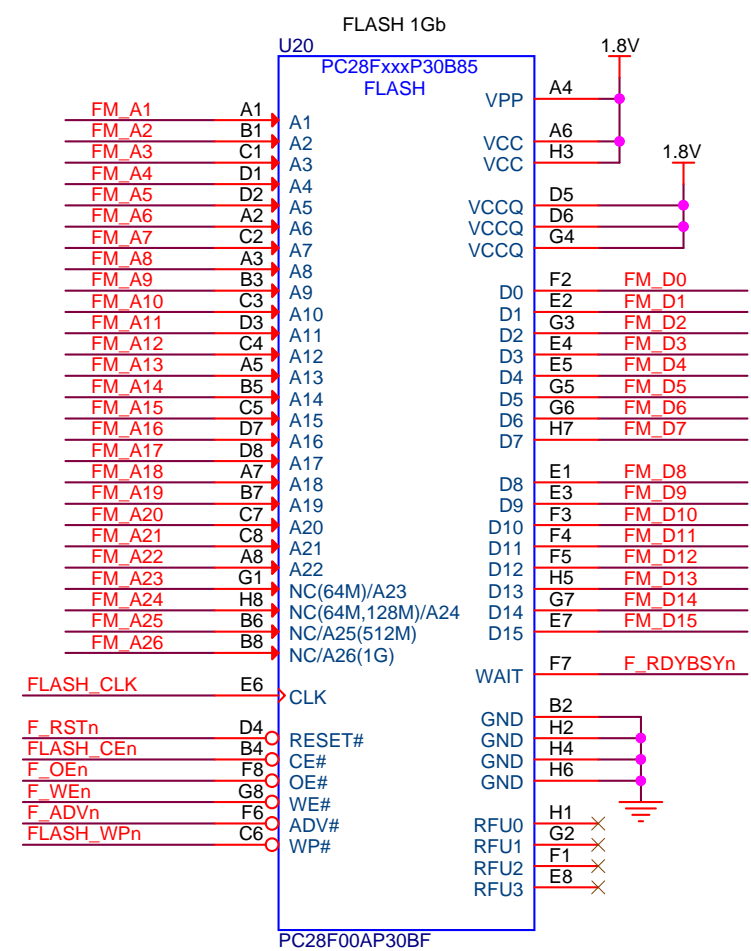 FLASH 1Gb
U20
1.8V
PC28FxxxP30B85
FLASH
FM_A1 A1 A1
FM_A2 B1 A2
FM_A3 C1 A3
FM_A4 D1 A4
FM_A5 D2 A5
FM_A6 A2 A6
FM_A7 C2 A7
FM_A8 A3 A8
FM_A9 B3 A9
FM_A10 C3 A10
FM_A11 D3 A11
FM_A12 C4 A12
FM_A13 A5 A13
FM_A14 B5 A14
FM_A15 C5 A15
FM_A16 D7 A16
FM_A17 D8 A17
FM_A18 A7 A18
FM_A19 B7 A19
FM_A20 C7 A20
FM_A21 C8 A21
FM_A22 A8 A22
FM_A23 G1 NC(64M)/A23
FM_A24 H8 NC(64M,128M)/A24
FM_A25 B6 NC/A25(512M)
FM_A26 B8 NC/A26(1G)
FLASH_CLK E6 CLK
F_RSTn D4 RESET#
FLASH_CEn B4 CE#
F_OEn F8 OE#
F_WEn G8 WE#
F_ADVn F6 ADV#
FLASH_WPn C6 WP#
VPP A4
VCC A6
VCC H3
1.8V
VCCQ D5
VCCQ D6
VCCQ G4
D0 F2 FM_D0
D1 E2 FM_D1
D2 G3 FM_D2
D3 E4 FM_D3
D4 E5 FM_D4
D5 G5 FM_D5
D6 G6 FM_D6
D7 H7 FM_D7
D8 E1 FM_D8
D9 E3 FM_D9
D10 F3 FM_D10
D11 F4 FM_D11
D12 F5 FM_D12
D13 H5 FM_D13
D14 G7 FM_D14
D15 E7 FM_D15
WAIT F7 F_RDYBSYn
GND B2
GND H2
GND H4
GND H6
RFU0 H1
RFU1 G2
RFU2 F1
RFU3 E8
PC28F00AP30BF